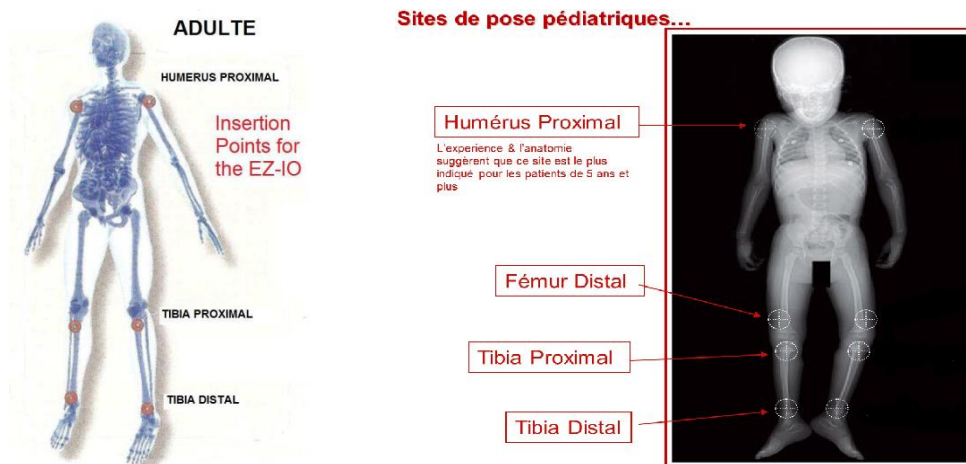 ADULTE
HUMERUS PROXIMAL
Insertion
Points for
the EZ-IO
TIBIA PROXIMAL
TIBIA DISTAL
Sites de pose pédiatriques...
Humérus Proximal
L'experience & l'anatomie
suggèrent que ce site est le plus
indiqué pour les patients de 5 ans et
plus
Fémur Distal
Tibia Proximal
Tibia Distal